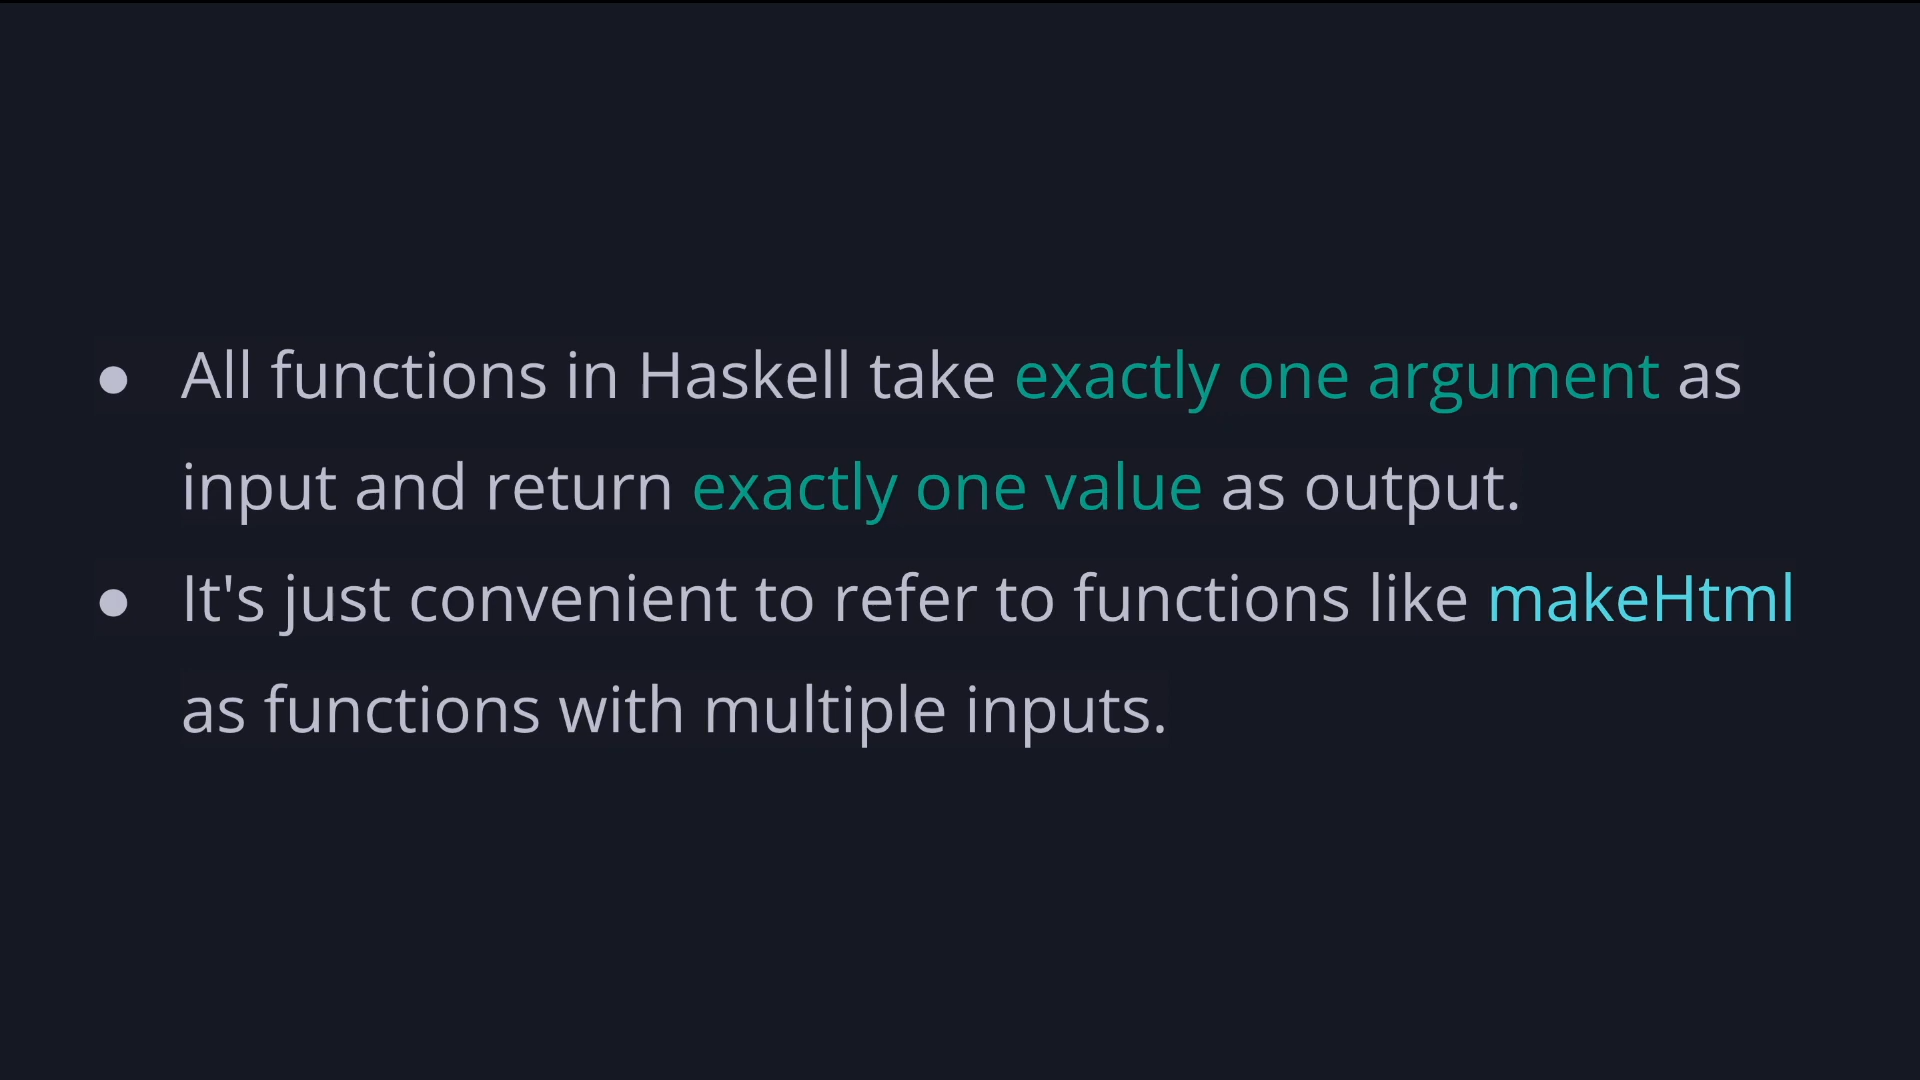 ● All functions in Haskell take exactly one argument as
input and return exactly one value as output.
● It's just convenient to refer to functions like makeHtml
as functions with multiple inputs.